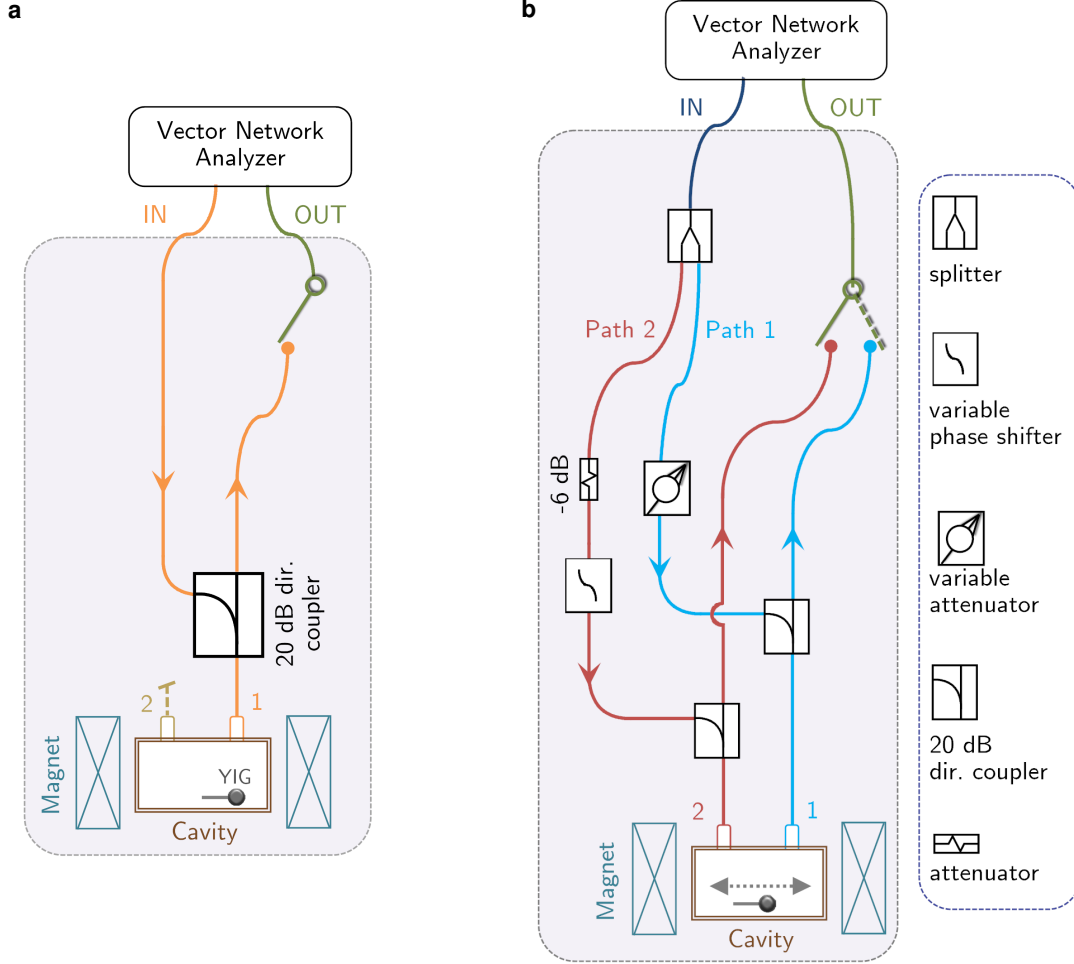 a
Vector Network
Analyzer
IN
OUT
20 dB dir.
coupler
2
1
Magnet
YIG
Cavity
b
Vector Network
Analyzer
IN
OUT
Path 2
Path 1
-6 dB
2
1
Magnet
Cavity
splitter
variable
phase shifter
variable
attenuator
20 dB
dir. coupler
attenuator